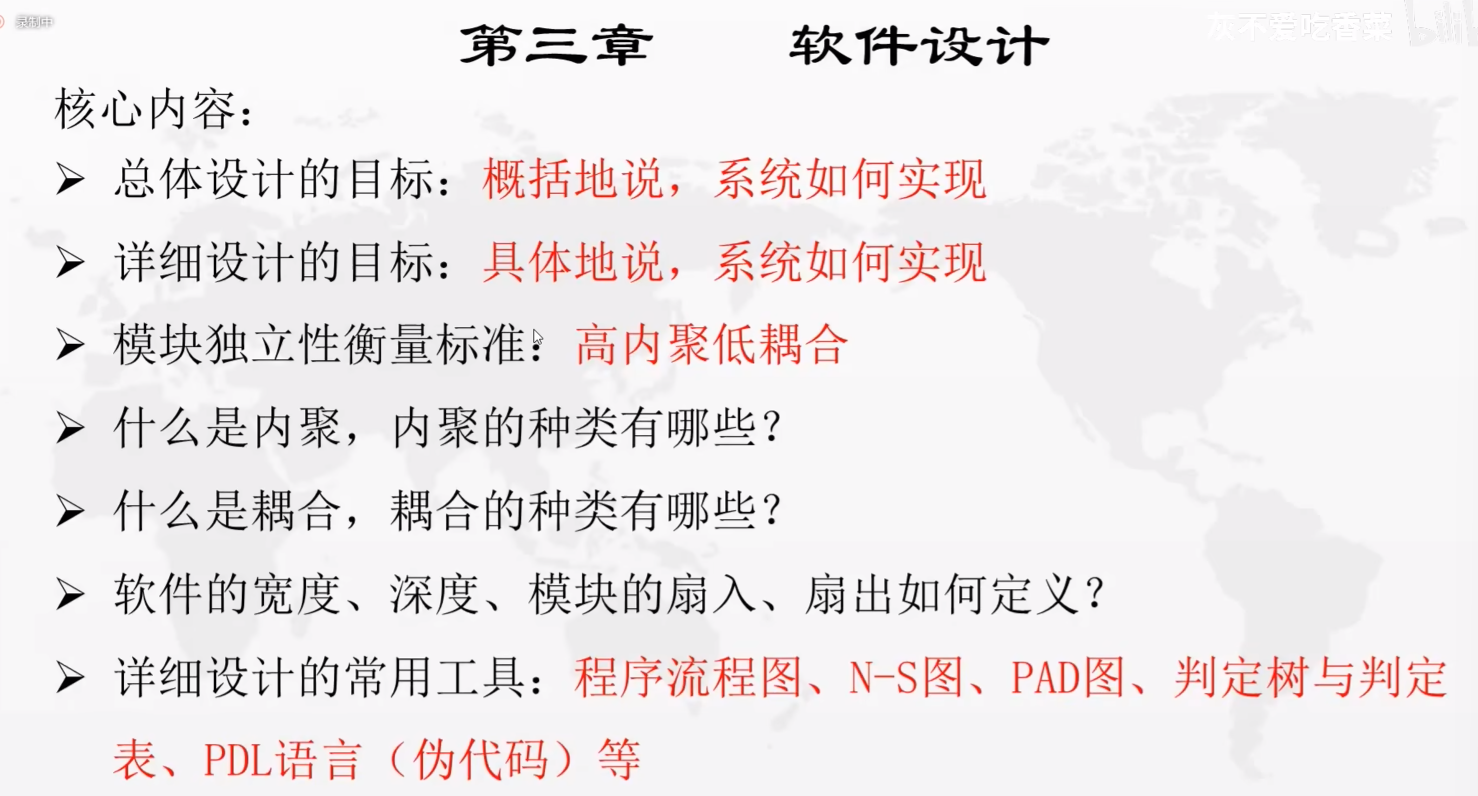 录制中
灰不爱吃香菜
第三章 软件设计
核心内容：
➢ 总体设计的目标：概括地说，系统如何实现
➢ 详细设计的目标：具体地说，系统如何实现
➢ 模块独立性衡量标准：高内聚低耦合
➢ 什么是内聚，内聚的种类有哪些？
➢ 什么是耦合，耦合的种类有哪些？
➢ 软件的宽度、深度、模块的扇入、扇出如何定义？
➢ 详细设计的常用工具：程序流程图、N-S图、PAD图、判定树与判定
表、PDL语言（伪代码）等